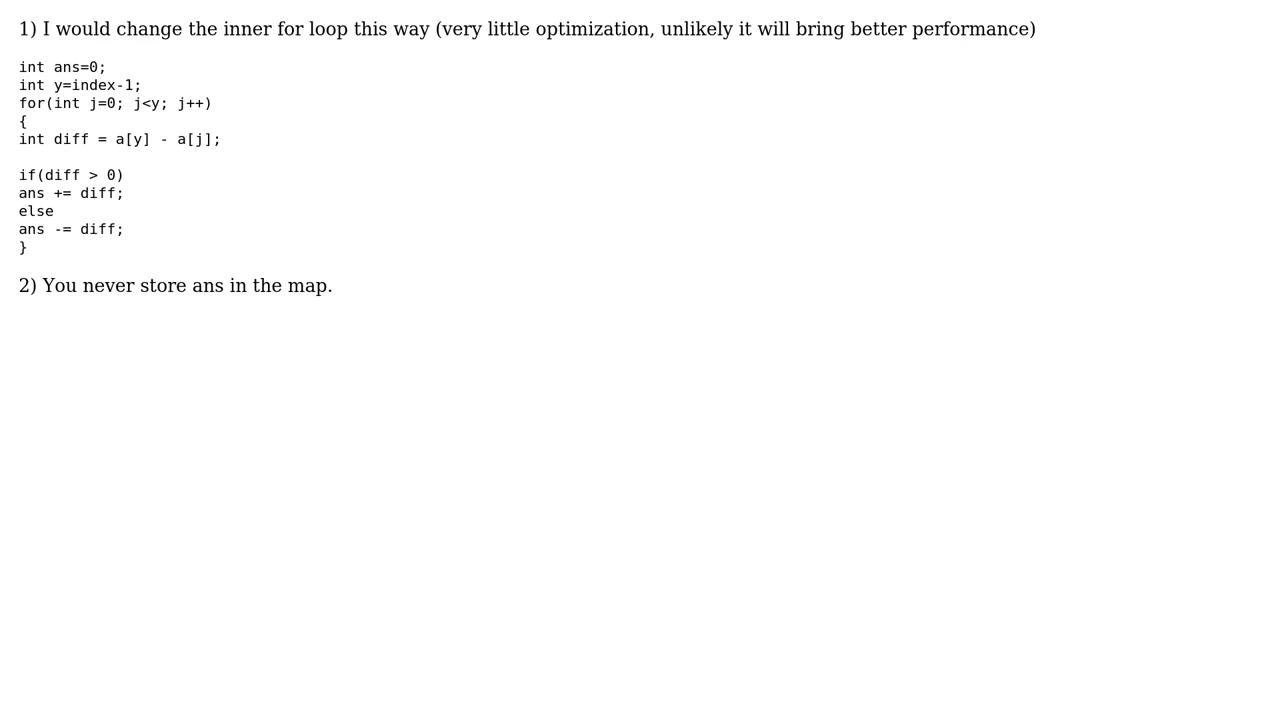 1) I would change the inner for loop this way (very little optimization, unlikely it will bring better performance)
int ans=0;
int y=index-1;
for(int j=0; j<y; j++)
{
int diff = a[y] - a[j];
if(diff > 0)
ans += diff;
else
ans -= diff;
}
2) You never store ans in the map.